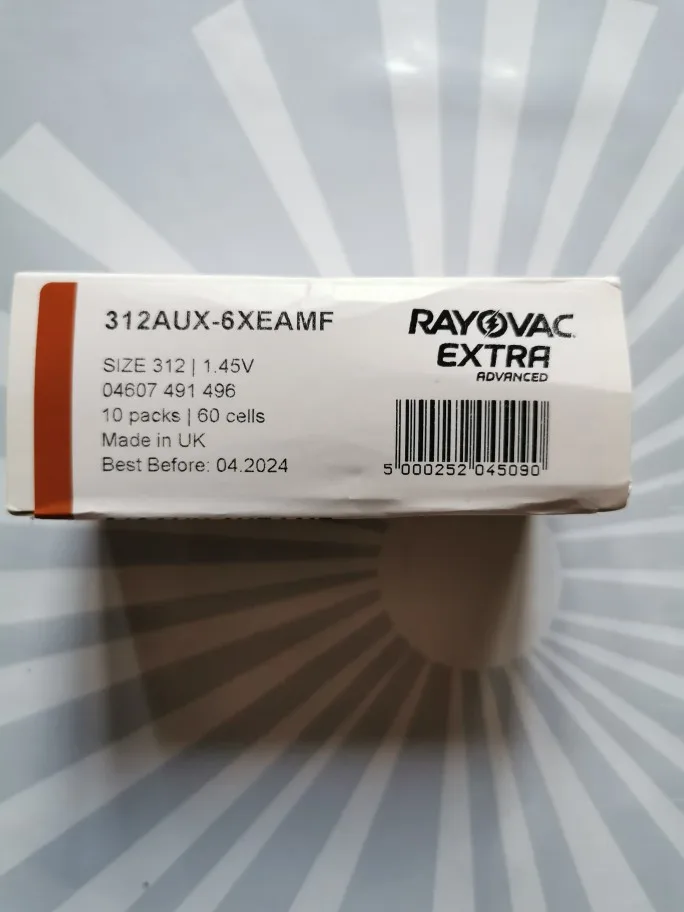 312AUX-6XEAMF
SIZE 312 | 1.45V
04607 491 496
10 packs | 60 cells
Made in UK
Best Before: 04.2024
RAYOVAC
EXTRA
ADVANCED
5 000252 045090